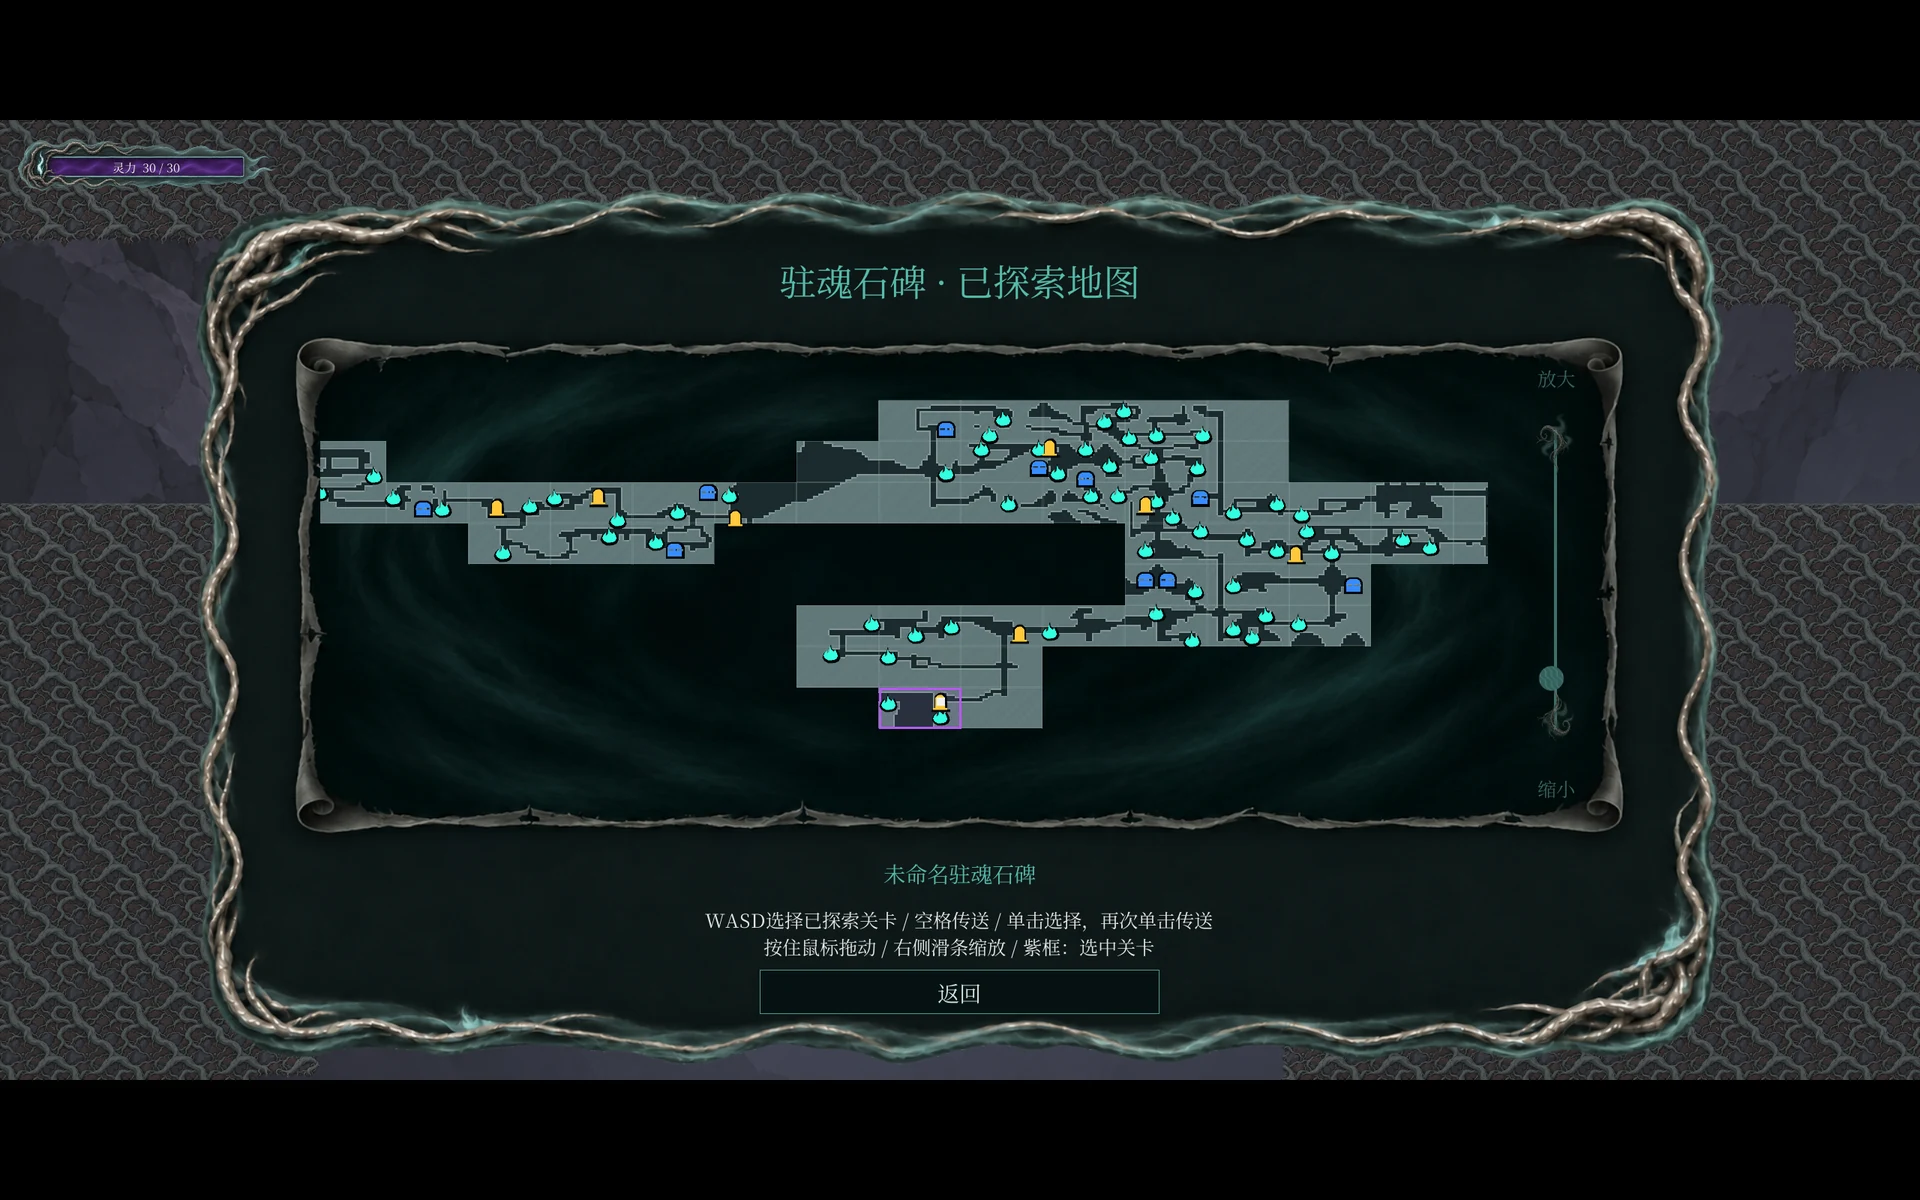 灵力 30 / 30
驻魂石碑 · 已探索地图
放大
缩小
未命名驻魂石碑
WASD选择已探索关卡 / 空格传送 / 单击选择，再次单击传送
按住鼠标拖动 / 右侧滑条缩放 / 紫框：选中关卡
返回